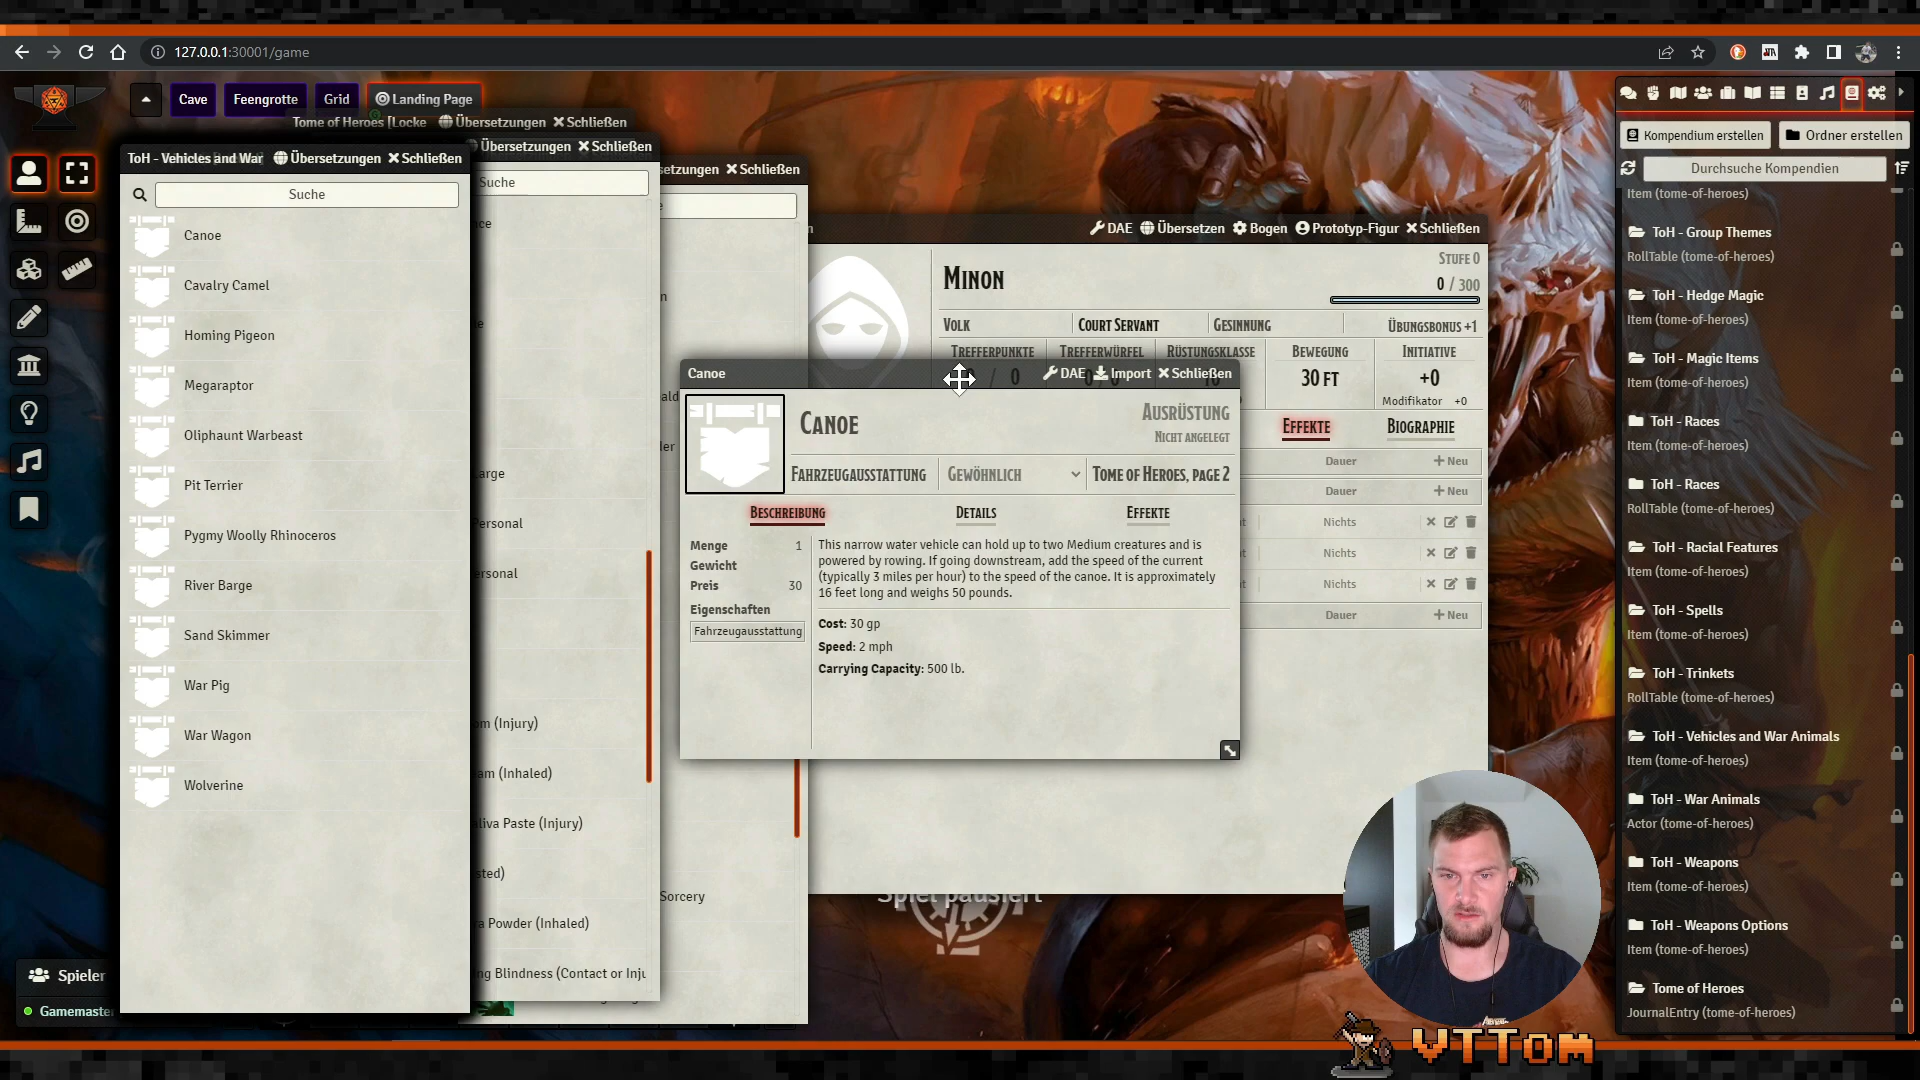 127.0.0.1:30001/game
Cave
Feengrotte
Grid
Landing Page
Tome of Heroes [Locke
Übersetzungen
Schließen
ToH - Vehicles and War
Übersetzungen
Schließen
Suche
Canoe
Cavalry Camel
Homing Pigeon
Megaraptor
Oliphaunt Warbeast
Pit Terrier
Pygmy Woolly Rhinoceros
River Barge
Sand Skimmer
War Pig
War Wagon
Wolverine
Spieler
Gamemaste
Übersetzungen
Schließen
Suche
Personal
(Injury)
(Inhaled)
Paste (Injury)
Powder (Inhaled)
Blindness (Contact or Inju
setzungen
Schließen
Sorcery
DAE
Übersetzen
Bogen
Prototyp-Figur
Schließen
Minon
Stufe 0
0 / 300
Volk
Court Servant
Gesinnung
Übungsbonus +1
Trefferpunkte
Trefferwürfel
Rüstungsklasse
Bewegung
Initiative
30 ft
+0
Modifikator +0
Effekte
Biographie
Dauer
Neu
Dauer
Neu
Nichts
Nichts
Nichts
Dauer
Neu
Canoe
DAE
Import
Schließen
Canoe
Ausrüstung
Nicht angelegt
Fahrzeugausstattung
Gewöhnlich
Tome of Heroes, page 2
Beschreibung
Details
Effekte
Menge 1
Gewicht
Preis 30
Eigenschaften
Fahrzeugausstattung
This narrow water vehicle can hold up to two Medium creatures and is
powered by rowing. If going downstream, add the speed of the current
(typically 3 miles per hour) to the speed of the canoe. It is approximately
16 feet long and weighs 50 pounds.
Cost: 30 gp
Speed: 2 mph
Carrying Capacity: 500 lb.
Spiel pausiert
Kompendium erstellen
Ordner erstellen
Durchsuche Kompendien
Item (tome-of-heroes)
ToH - Group Themes
RollTable (tome-of-heroes)
ToH - Hedge Magic
Item (tome-of-heroes)
ToH - Magic Items
Item (tome-of-heroes)
ToH - Races
Item (tome-of-heroes)
ToH - Races
RollTable (tome-of-heroes)
ToH - Racial Features
Item (tome-of-heroes)
ToH - Spells
Item (tome-of-heroes)
ToH - Trinkets
RollTable (tome-of-heroes)
ToH - Vehicles and War Animals
Item (tome-of-heroes)
ToH - War Animals
Actor (tome-of-heroes)
ToH - Weapons
Item (tome-of-heroes)
ToH - Weapons Options
Item (tome-of-heroes)
Tome of Heroes
JournalEntry (tome-of-heroes)
VTTom